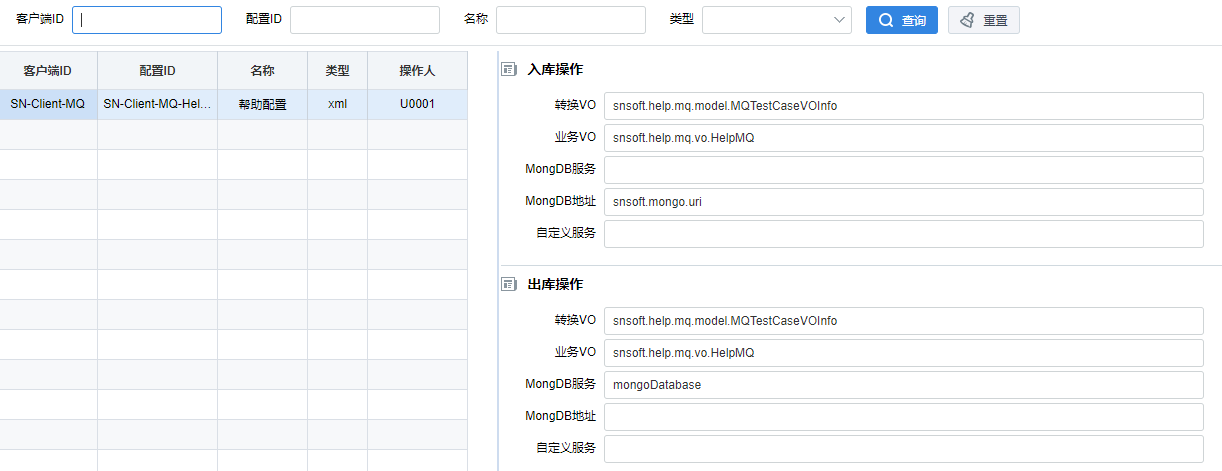 客户端ID 配置ID 名称 类型 查询 重置
客户端ID 配置ID 名称 类型 操作人
SN-Client-MQ SN-Client-MQ-Hel... 帮助配置 xml U0001
入库操作
转换VO snsoft.help.mq.model.MQTestCaseVOInfo
业务VO snsoft.help.mq.vo.HelpMQ
MongDB服务
MongDB地址 snsoft.mongo.uri
自定义服务
出库操作
转换VO snsoft.help.mq.model.MQTestCaseVOInfo
业务VO snsoft.help.mq.vo.HelpMQ
MongDB服务 mongoDatabase
MongDB地址
自定义服务